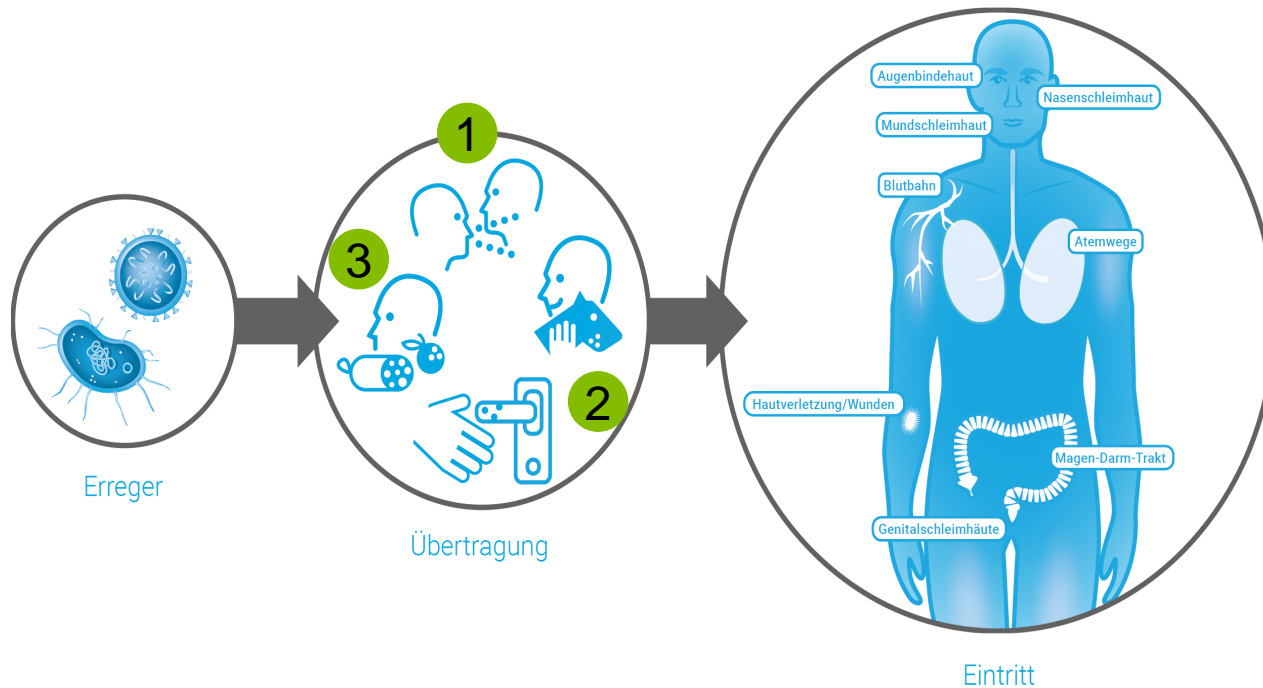 Erreger
1
3
2
Übertragung
Augenbindehaut
Nasenschleimhaut
Mundschleimhaut
Blutbahn
Atemwege
Hautverletzung/Wunden
Magen-Darm-Trakt
Genitalschleimhäute
Eintritt